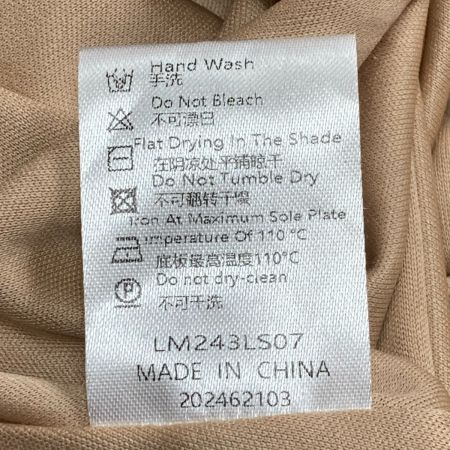 Hand Wash
手洗
Do Not Bleach
不可漂白
Flat Drying In The Shade
在阴凉处平铺晾干
Do Not Tumble Dry
不可翻转干燥
Iron At Maximum Sole Plate
Temperature Of 110 °C
底板最高温度110°C
Do not dry-clean
P
不可干洗
LM243LS07
MADE IN CHINA
202462103